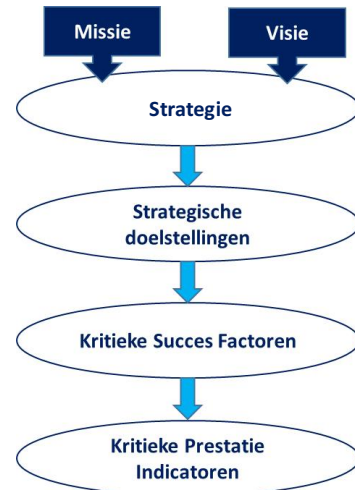 Missie
Visie
Strategie
Strategische
doelstellingen
Kritieke Succes Factoren
Kritieke Prestatie
Indicatoren